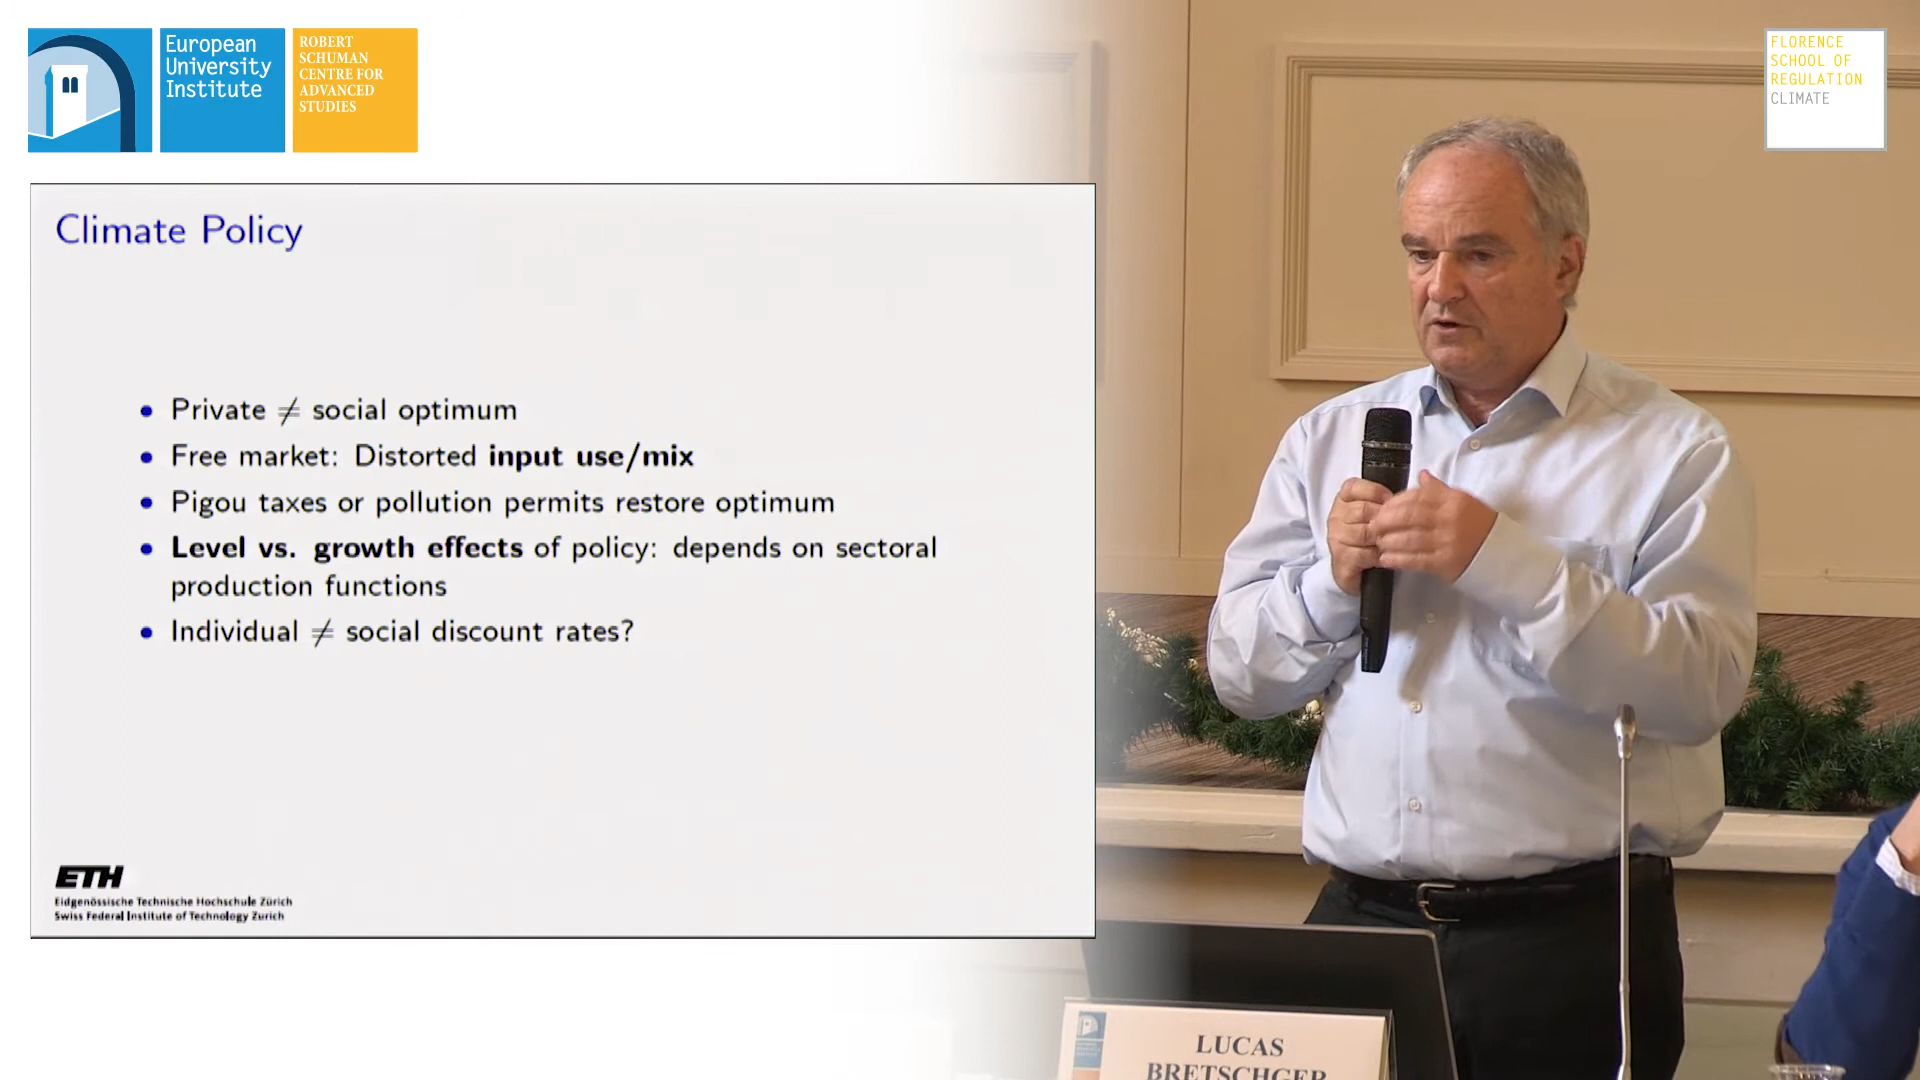 European
University
Institute
ROBERT
SCHUMAN
CENTRE FOR
ADVANCED
STUDIES
FLORENCE
SCHOOL OF
REGULATION
CLIMATE
Climate Policy
• Private ≠ social optimum
• Free market: Distorted input use/mix
• Pigou taxes or pollution permits restore optimum
• Level vs. growth effects of policy: depends on sectoral
production functions
• Individual ≠ social discount rates?
ETH
Eidgenössische Technische Hochschule Zürich
Swiss Federal Institute of Technology Zurich
LUCAS
BRETSCHGER